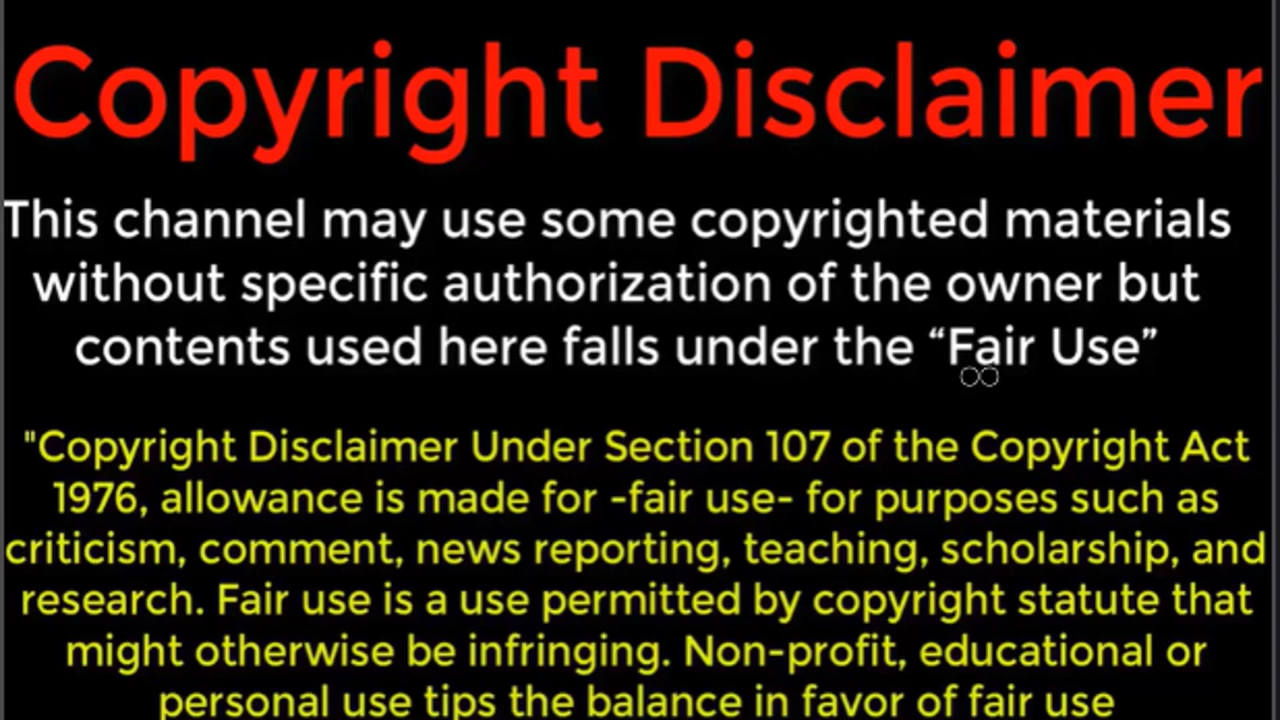 Copyright Disclaimer
This channel may use some copyrighted materials
without specific authorization of the owner but
contents used here falls under the “Fair Use”
"Copyright Disclaimer Under Section 107 of the Copyright Act
1976, allowance is made for -fair use- for purposes such as
criticism, comment, news reporting, teaching, scholarship, and
research. Fair use is a use permitted by copyright statute that
might otherwise be infringing. Non-profit, educational or
personal use tips the balance in favor of fair use